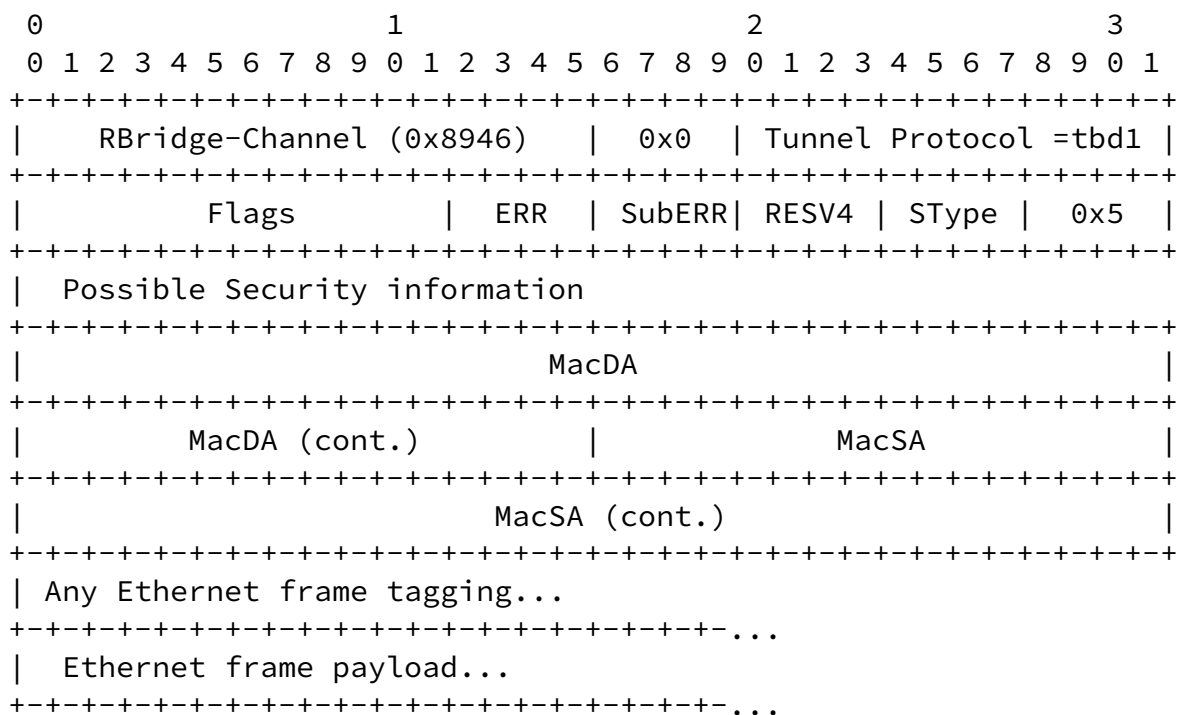 0                   1                   2                   3
 0 1 2 3 4 5 6 7 8 9 0 1 2 3 4 5 6 7 8 9 0 1 2 3 4 5 6 7 8 9 0 1
+-+-+-+-+-+-+-+-+-+-+-+-+-+-+-+-+-+-+-+-+-+-+-+-+-+-+-+-+-+-+-+-+
|    RBridge-Channel (0x8946)   |  0x0  | Tunnel Protocol =tbd1 |
+-+-+-+-+-+-+-+-+-+-+-+-+-+-+-+-+-+-+-+-+-+-+-+-+-+-+-+-+-+-+-+-+
|          Flags        |  ERR  | SubERR| RESV4 | SType |  0x5  |
+-+-+-+-+-+-+-+-+-+-+-+-+-+-+-+-+-+-+-+-+-+-+-+-+-+-+-+-+-+-+-+-+
|  Possible Security information
+-+-+-+-+-+-+-+-+-+-+-+-+-+-+-+-+-+-+-+-+-+-+-+-+-+-+-+-+-+-+-+-+
|                             MacDA                             |
+-+-+-+-+-+-+-+-+-+-+-+-+-+-+-+-+-+-+-+-+-+-+-+-+-+-+-+-+-+-+-+-+
|         MacDA (cont.)         |             MacSA             |
+-+-+-+-+-+-+-+-+-+-+-+-+-+-+-+-+-+-+-+-+-+-+-+-+-+-+-+-+-+-+-+-+
|                          MacSA (cont.)                        |
+-+-+-+-+-+-+-+-+-+-+-+-+-+-+-+-+-+-+-+-+-+-+-+-+-+-+-+-+-+-+-+-+
| Any Ethernet frame tagging...
+-+-+-+-+-+-+-+-+-+-+-+-+-+-+-+-+-+-+-+-...
|  Ethernet frame payload...
+-+-+-+-+-+-+-+-+-+-+-+-+-+-+-+-+-+-+-+-...